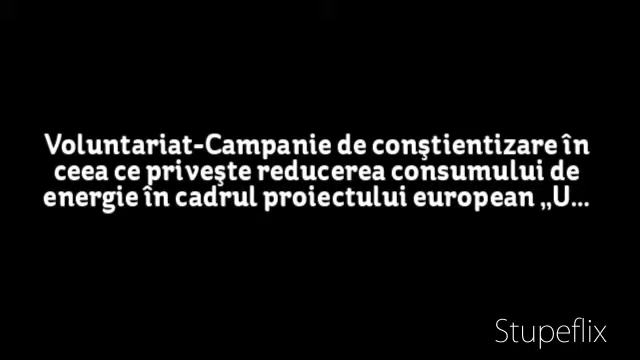 Voluntariat-Campanie de conştientizare în
ceea ce priveşte reducerea consumului de
energie în cadrul proiectului european „U...
Stupeflix